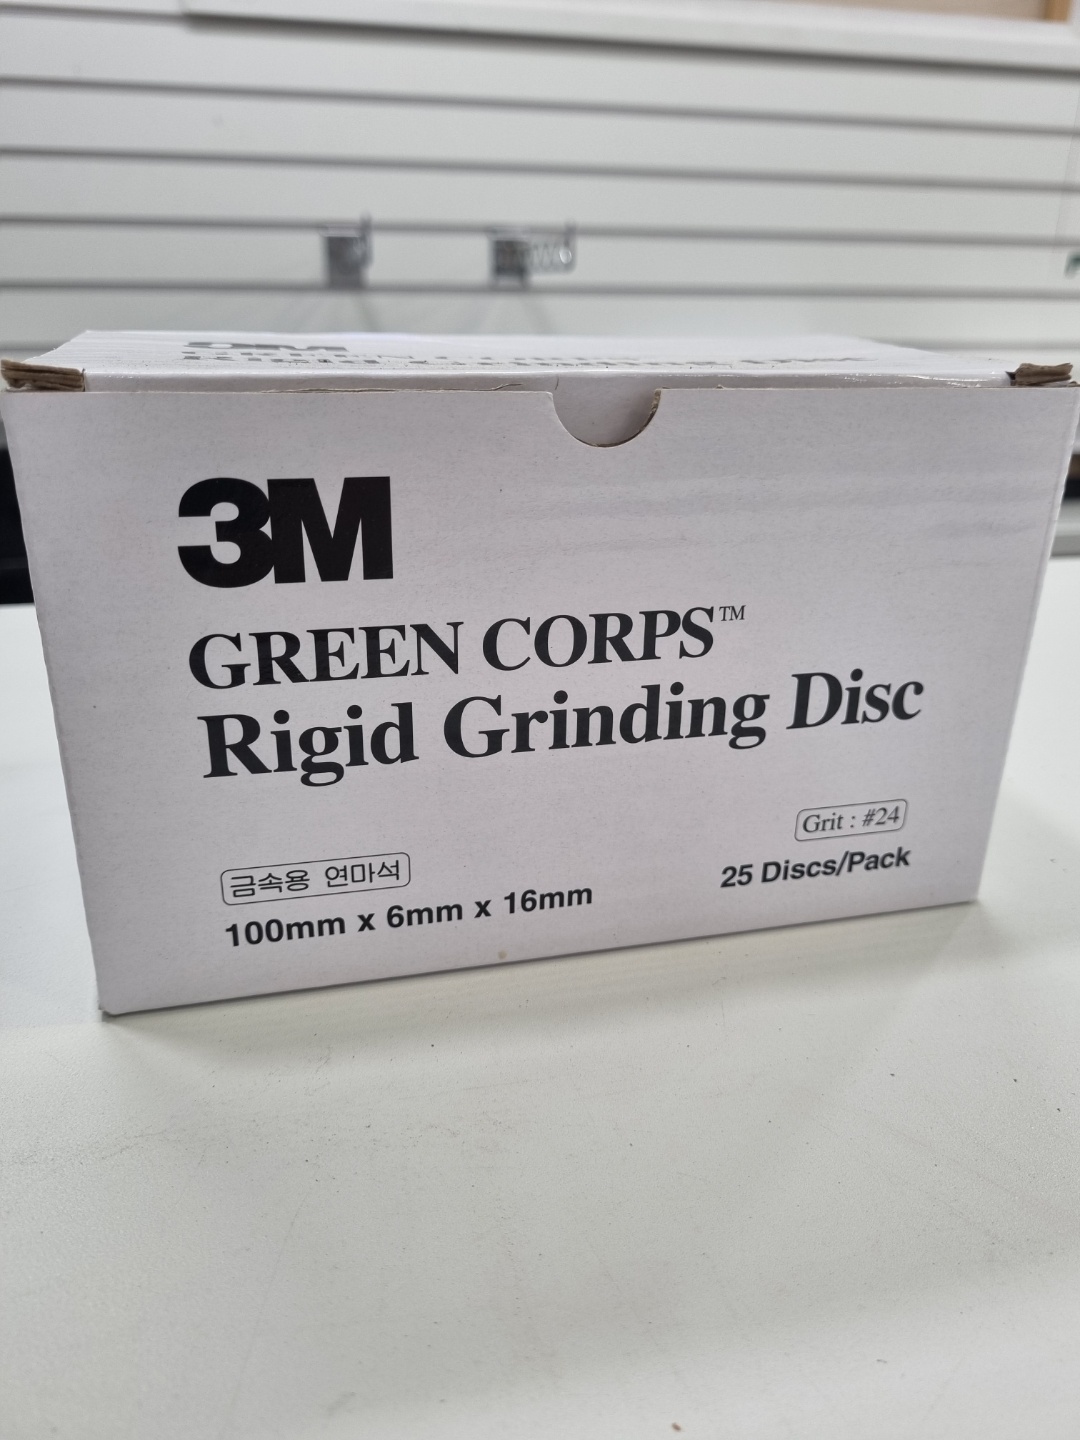 3M
GREEN CORPS™
Rigid Grinding Disc
Grit : #24
금속용 연마석
25 Discs/Pack
100mm x 6mm x 16mm